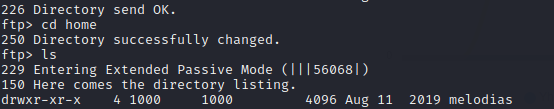 226 Directory send OK.
ftp> cd home
250 Directory successfully changed.
ftp> ls
229 Entering Extended Passive Mode (|||56068|)
150 Here comes the directory listing.
drwxr-xr-x    4 1000     1000         4096 Aug 11  2019 melodias